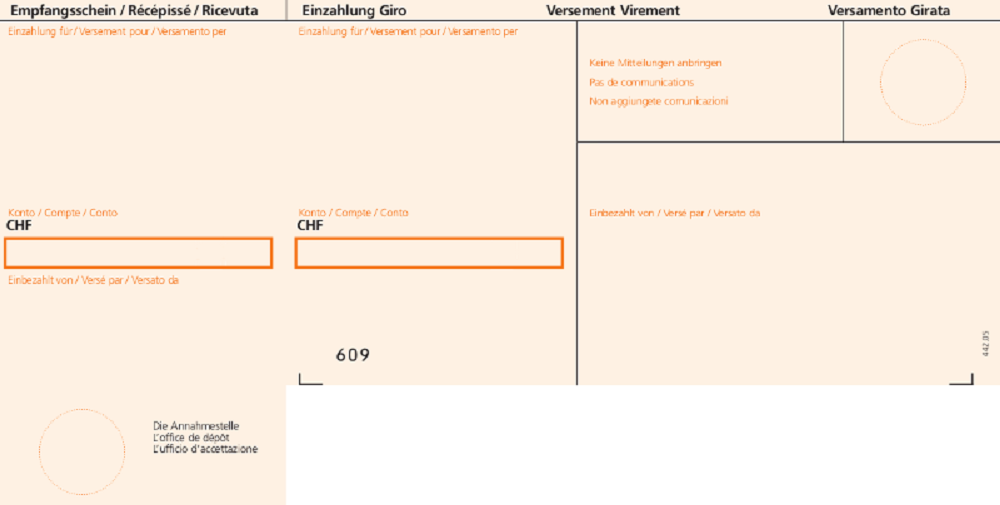 Empfangsschein / Récépissé / Ricevuta
Einzahlung für / Versement pour / Versamento per
Konto / Compte / Conto
CHF
Einbezahlt von / Versé par / Versato da
Die Annahmestelle
L'office de dépôt
L'ufficio d'accettazione
Einzahlung Giro
Versement Virement
Versamento Girata
Einzahlung für / Versement pour / Versamento per
Konto / Compte / Conto
CHF
609
Keine Mitteilungen anbringen
Pas de communications
Non aggiungete comunicazioni
Einbezahlt von / Versé par / Versato da
442.05